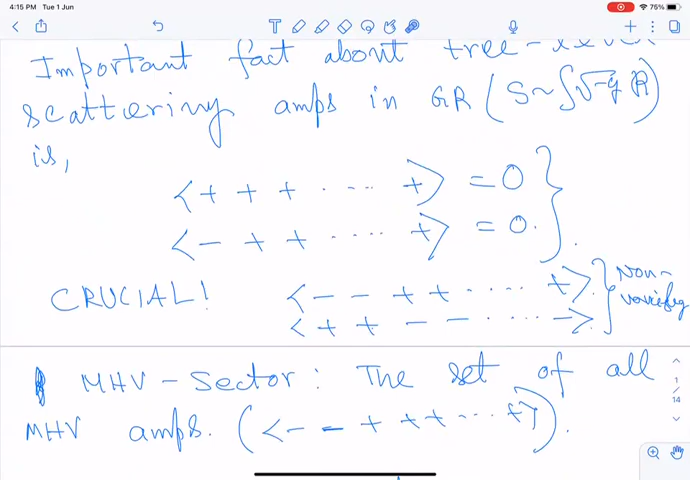 4:15 PM Tue 1 Jun
75%
Important fact about tree-level
scattering amps in GR (S ~ ∫√-g R)
is,
<+ + + ... +> = 0
<- + + .... +> = 0.
CRUCIAL! <- - + + .... +>. Non-
<+ + - - .... ->
MHV-Sector: The set of all
MHV amps. (<- - + + + ... +>).
1
/
14